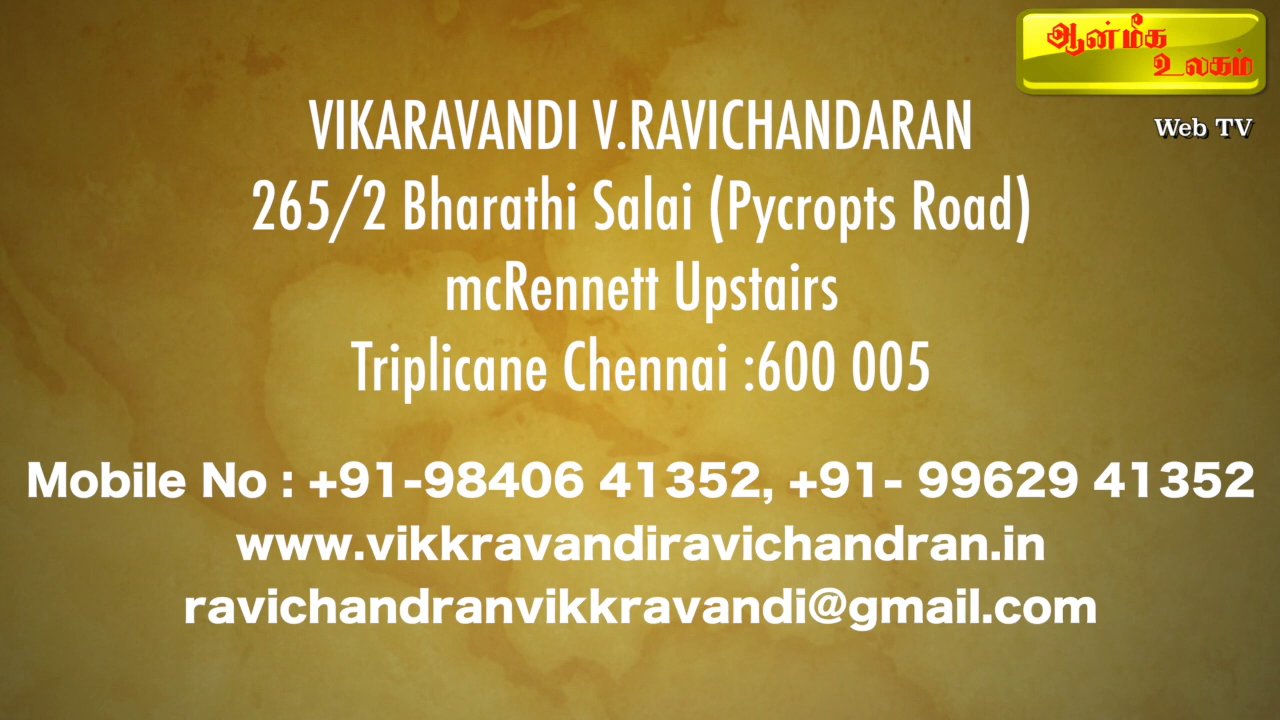 ஆன்மீக
உலகம்
Web TV
VIKARAVANDI V.RAVICHANDARAN
265/2 Bharathi Salai (Pycropts Road)
mcRennett Upstairs
Triplicane Chennai :600 005
Mobile No : +91-98406 41352, +91- 99629 41352
www.vikkravandiravichandran.in
ravichandranvikkravandi@gmail.com